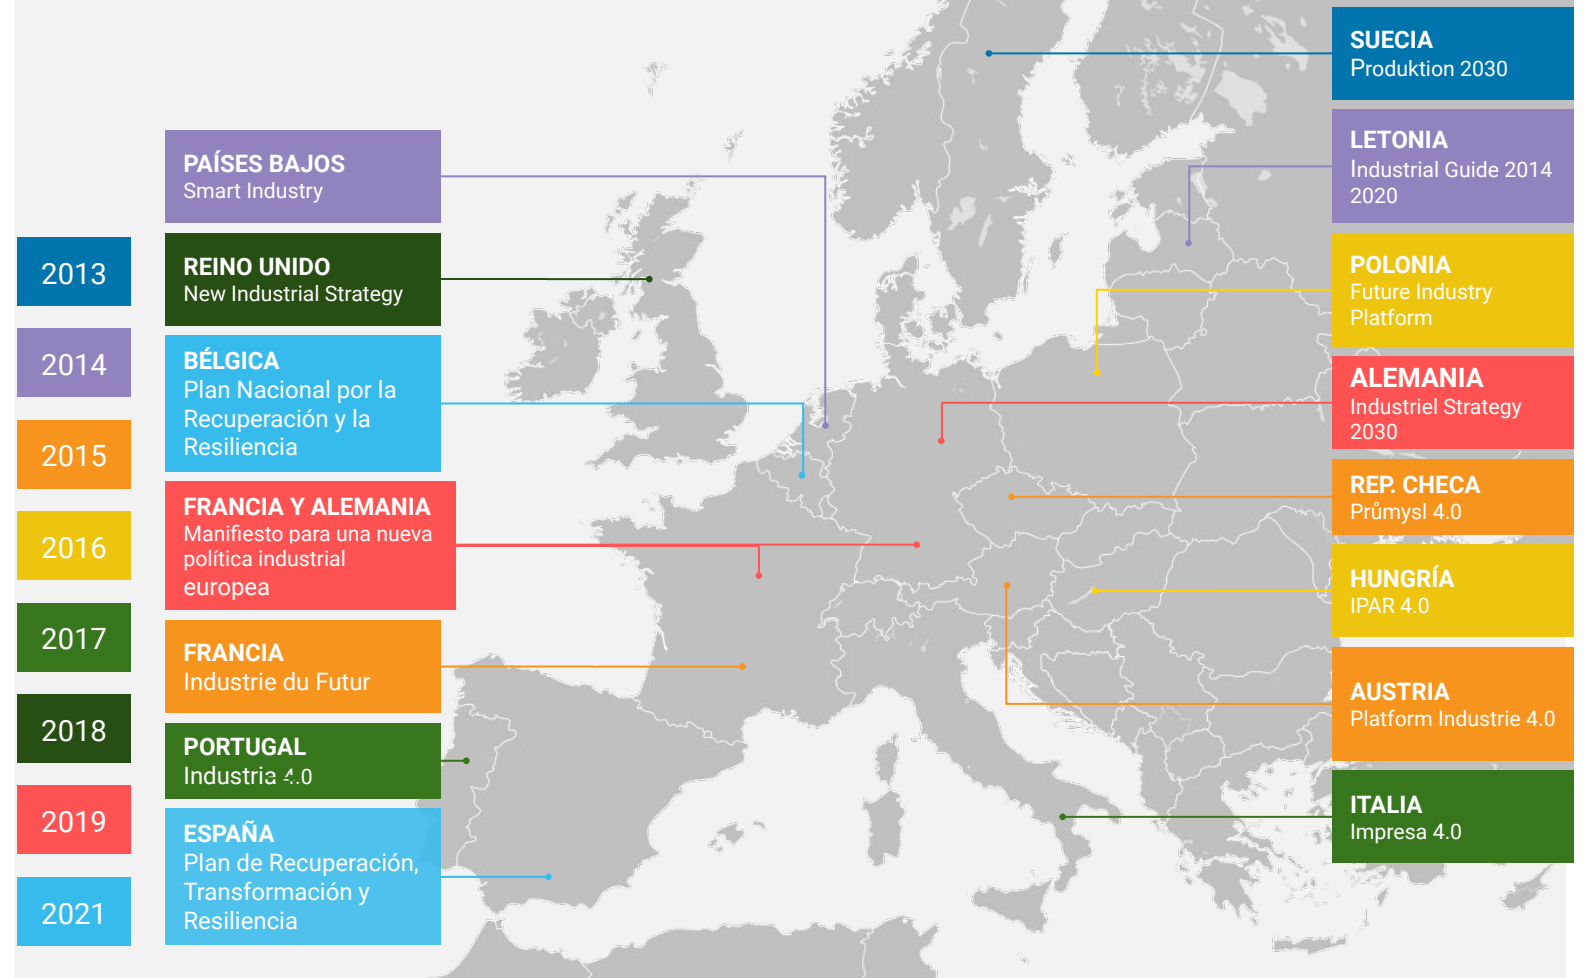 2013
2014
2015
2016
2017
2018
2019
2021
PAÍSES BAJOS
Smart Industry
REINO UNIDO
New Industrial Strategy
BÉLGICA
Plan Nacional por la
Recuperación y la
Resiliencia
FRANCIA Y ALEMANIA
Manifiesto para una nueva
política industrial
europea
FRANCIA
Industrie du Futur
PORTUGAL
Industria 4.0
ESPAÑA
Plan de Recuperación,
Transformación y
Resiliencia
SUECIA
Produktion 2030
LETONIA
Industrial Guide 2014
2020
POLONIA
Future Industry
Platform
ALEMANIA
Industriel Strategy
2030
REP. CHECA
Průmysl 4.0
HUNGRÍA
IPAR 4.0
AUSTRIA
Platform Industrie 4.0
ITALIA
Impresa 4.0